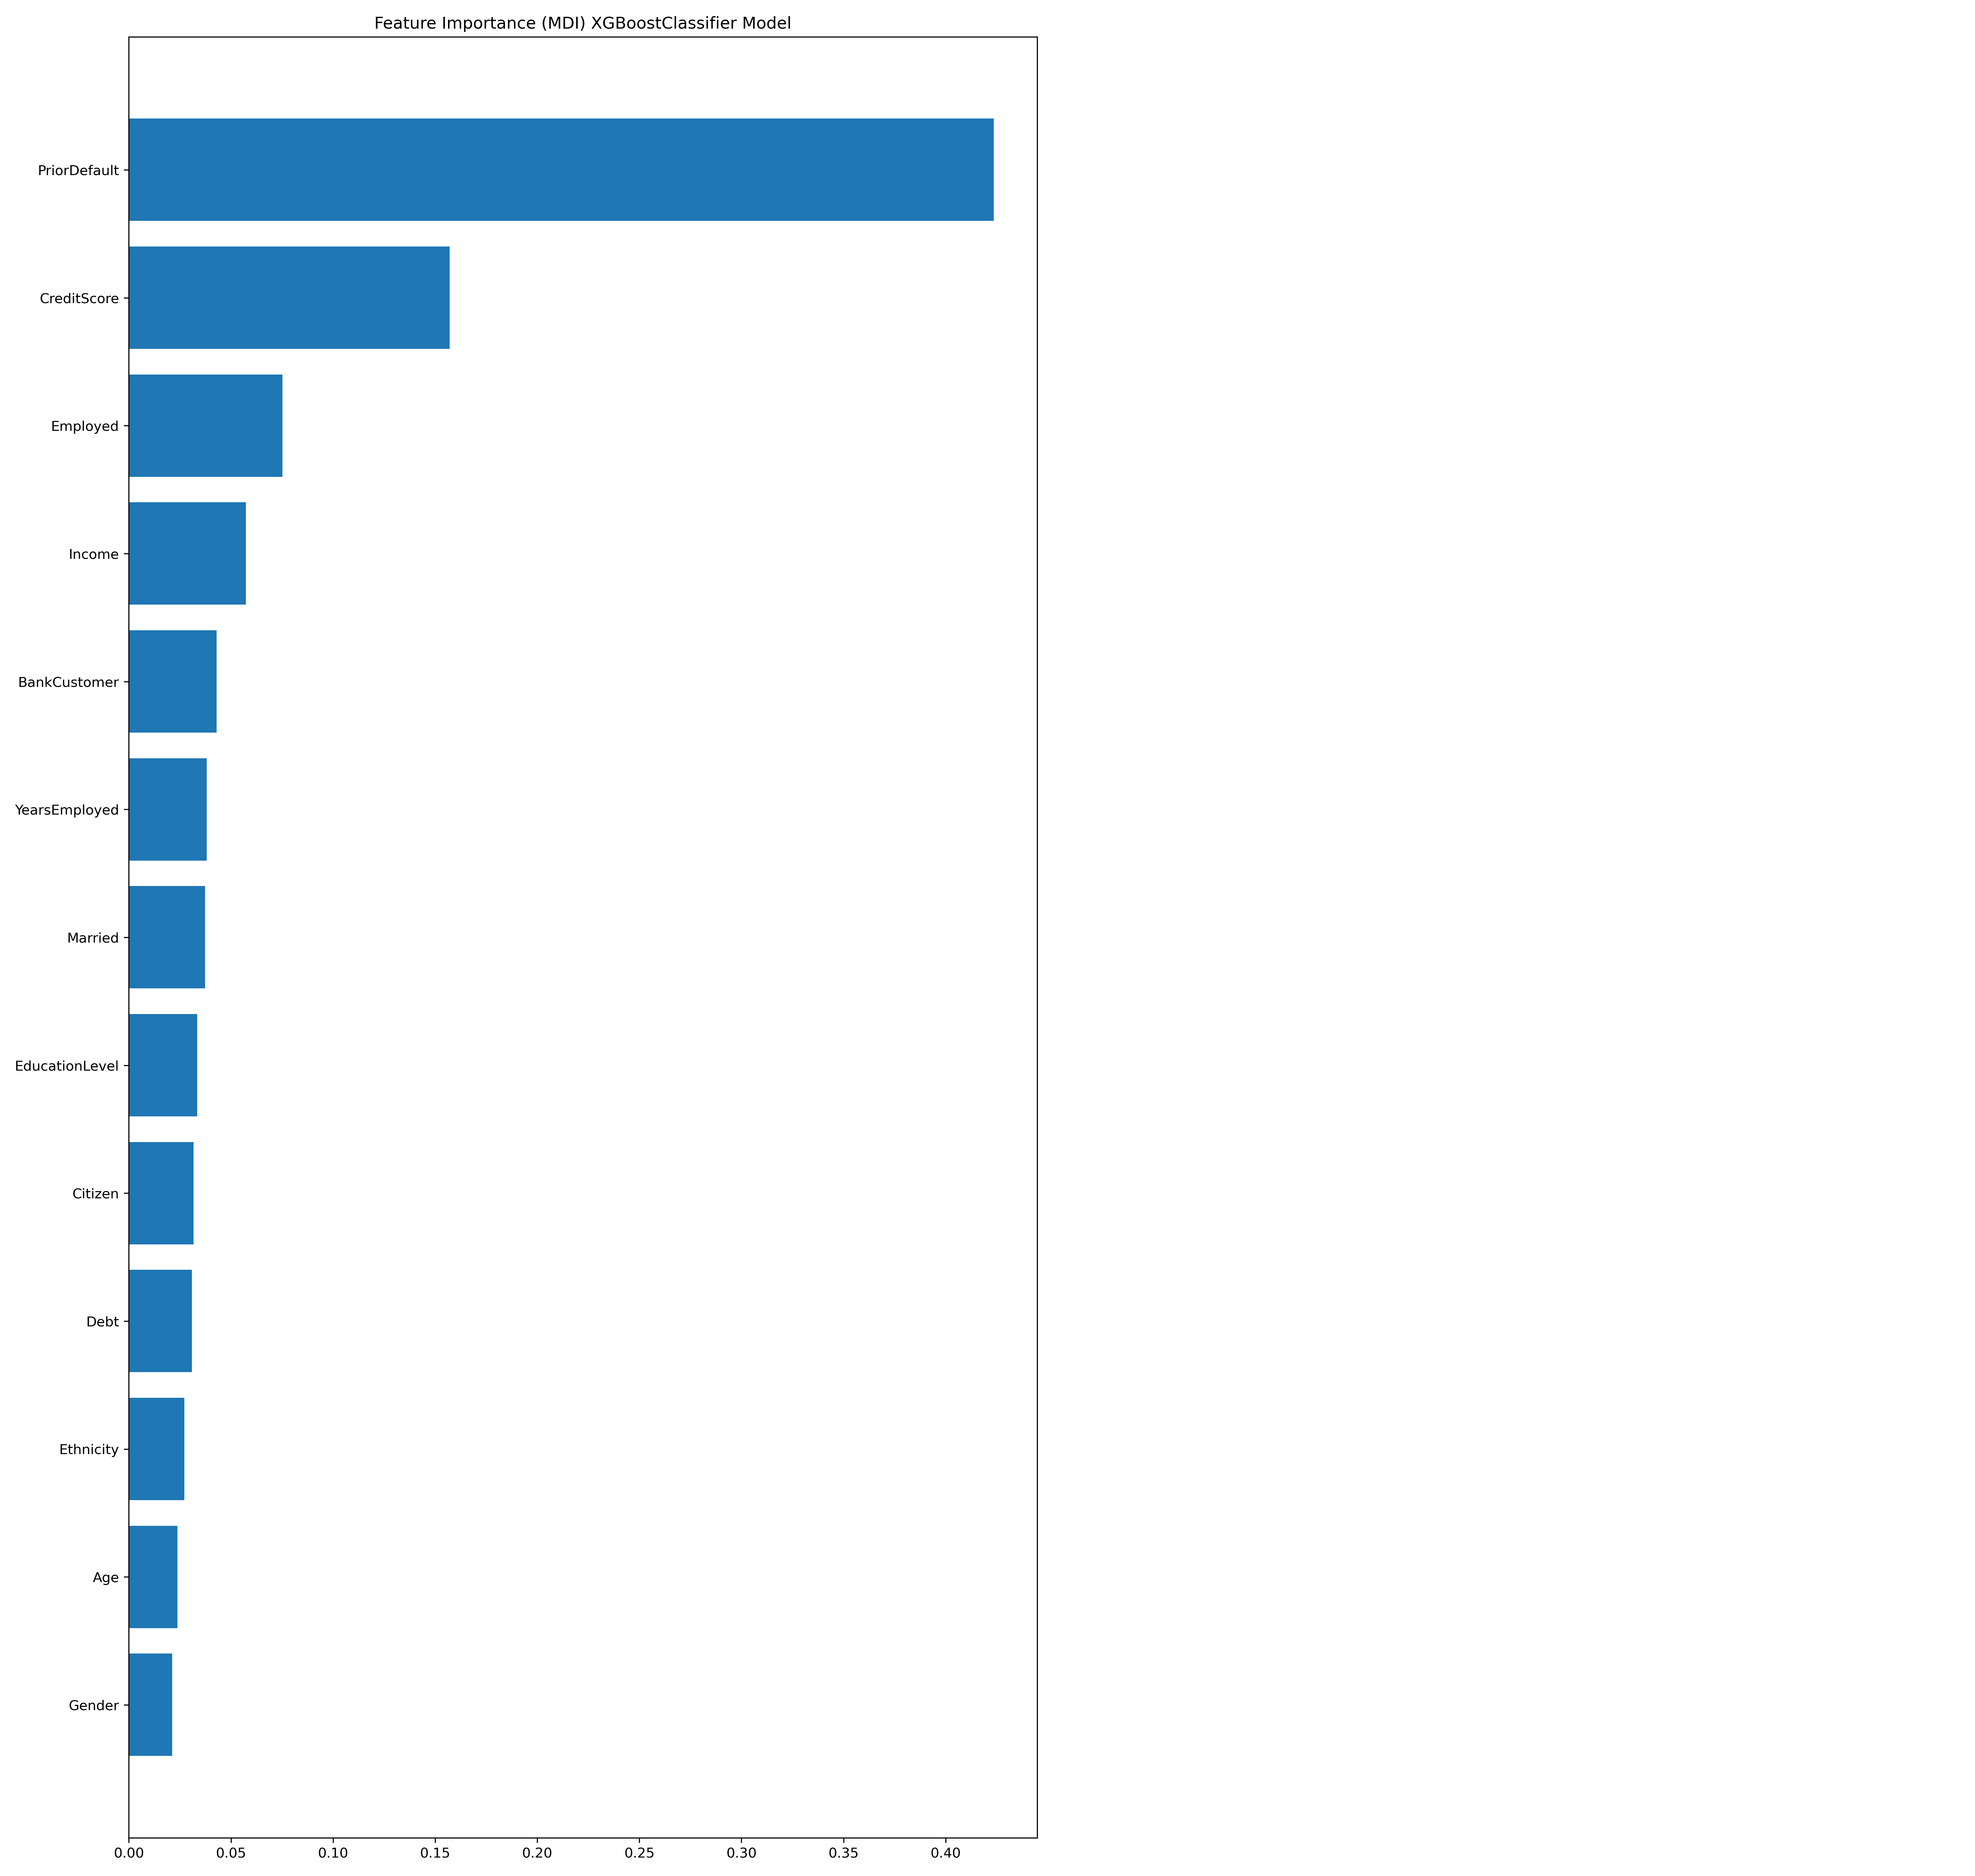 Feature Importance (MDI) XGBoostClassifier Model
PriorDefault
CreditScore
Employed
Income
BankCustomer
YearsEmployed
Married
EducationLevel
Citizen
Debt
Ethnicity
Age
Gender
0.00 0.05 0.10 0.15 0.20 0.25 0.30 0.35 0.40